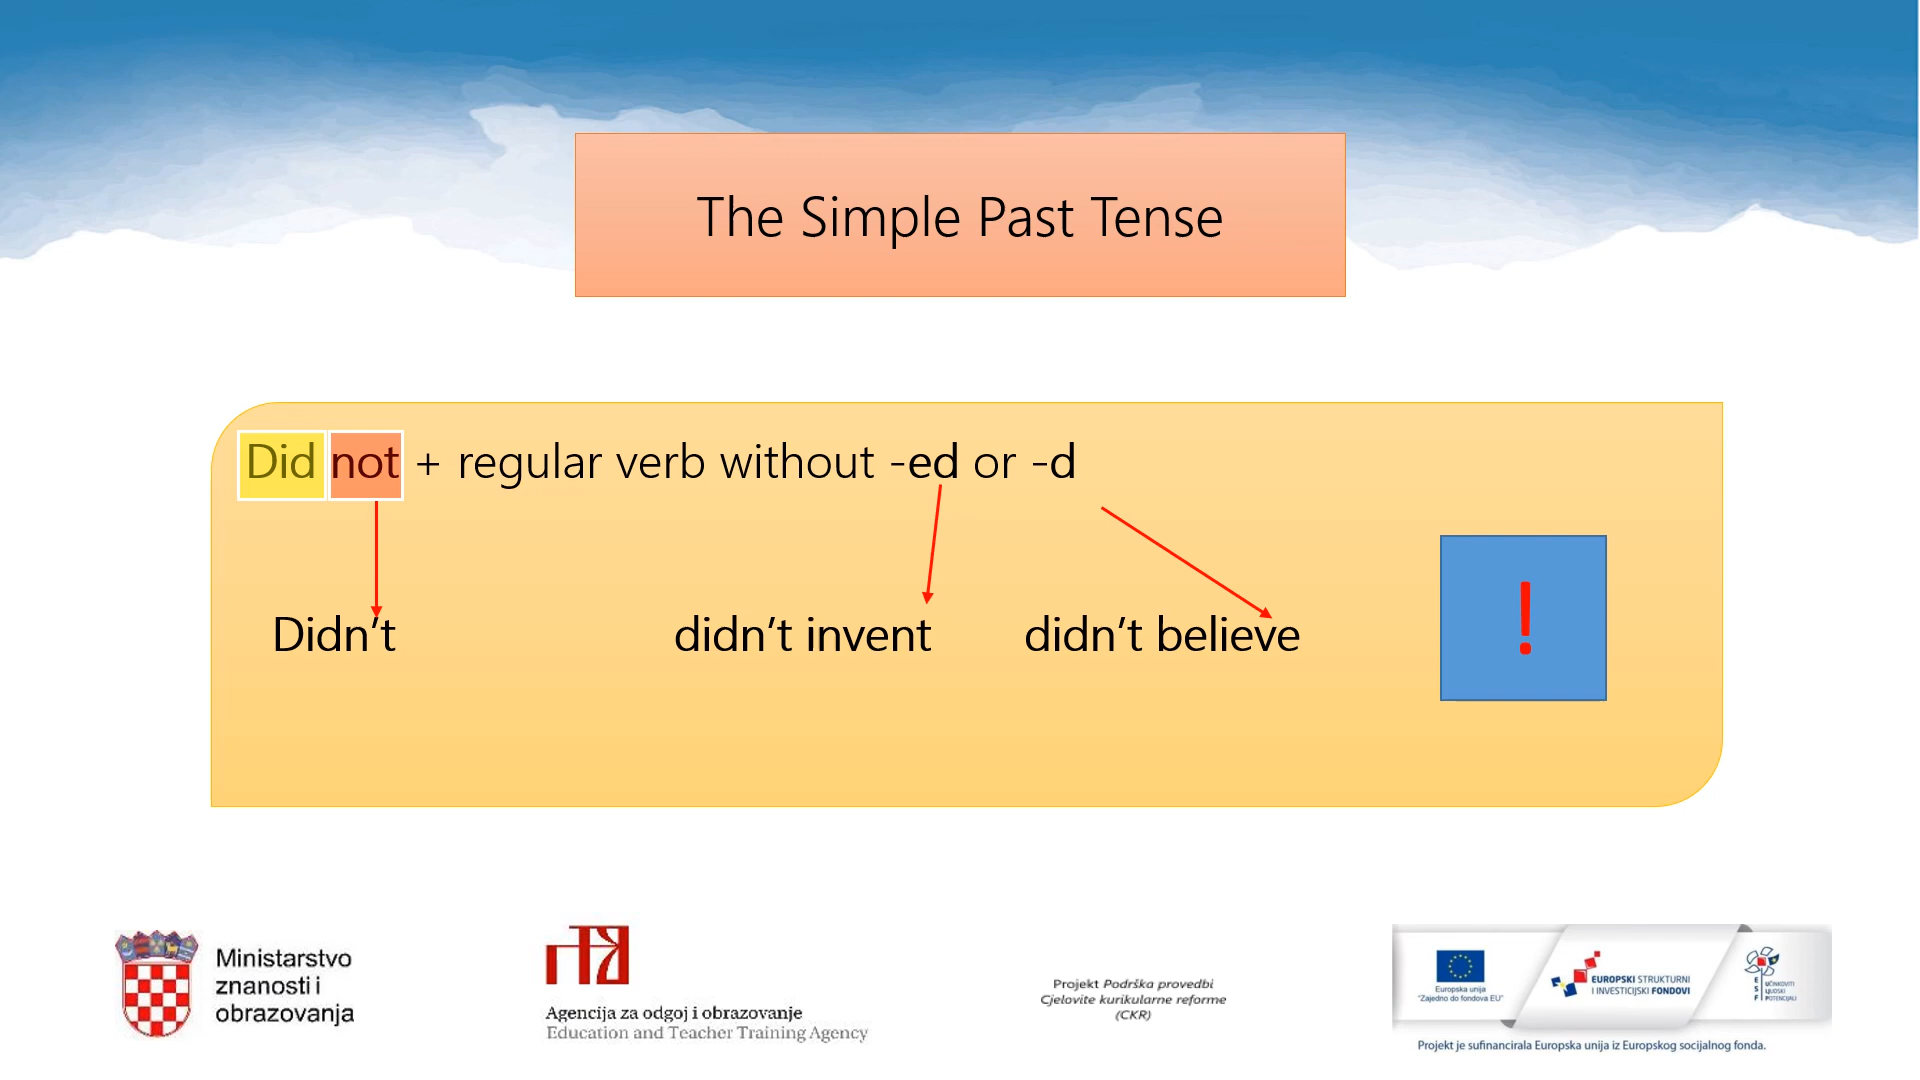 The Simple Past Tense
Did not + regular verb without -ed or -d
Didn’t didn’t invent didn’t believe
!
Ministarstvo
znanosti i
obrazovanja
Agencija za odgoj i obrazovanje
Education and Teacher Training Agency
Projekt Podrška provedbi
Cjelovite kurikularne reforme
(CKR)
Europska unija
"Zajedno do fondova EU"
EUROPSKI STRUKTURNI
I INVESTICIJSKI FONDOVI
ESF
UČINKOVITI
LJUDSKI
POTENCIJALI
Projekt je sufinancirala Europska unija iz Europskog socijalnog fonda.